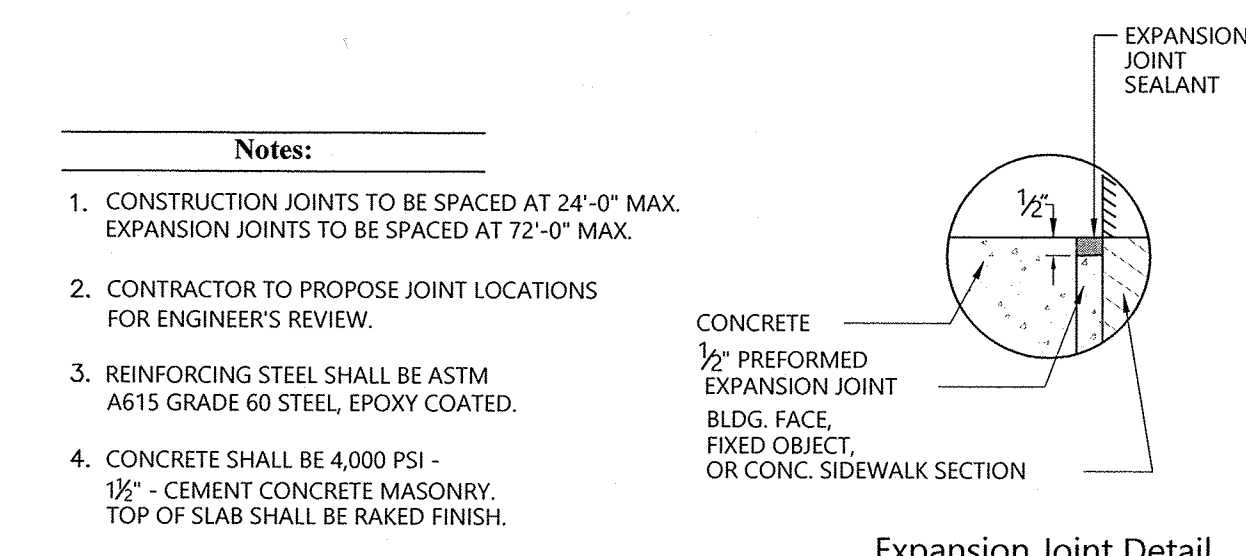 Notes:
1. CONSTRUCTION JOINTS TO BE SPACED AT 24'-0" MAX.
EXPANSION JOINTS TO BE SPACED AT 72'-0" MAX.
2. CONTRACTOR TO PROPOSE JOINT LOCATIONS
FOR ENGINEER'S REVIEW.
3. REINFORCING STEEL SHALL BE ASTM
A615 GRADE 60 STEEL, EPOXY COATED.
4. CONCRETE SHALL BE 4,000 PSI -
1½" - CEMENT CONCRETE MASONRY.
TOP OF SLAB SHALL BE RAKED FINISH.
EXPANSION
JOINT
SEALANT
½"
CONCRETE
½" PREFORMED
EXPANSION JOINT
BLDG. FACE,
FIXED OBJECT,
OR CONC. SIDEWALK SECTION
Expansion Joint Detail